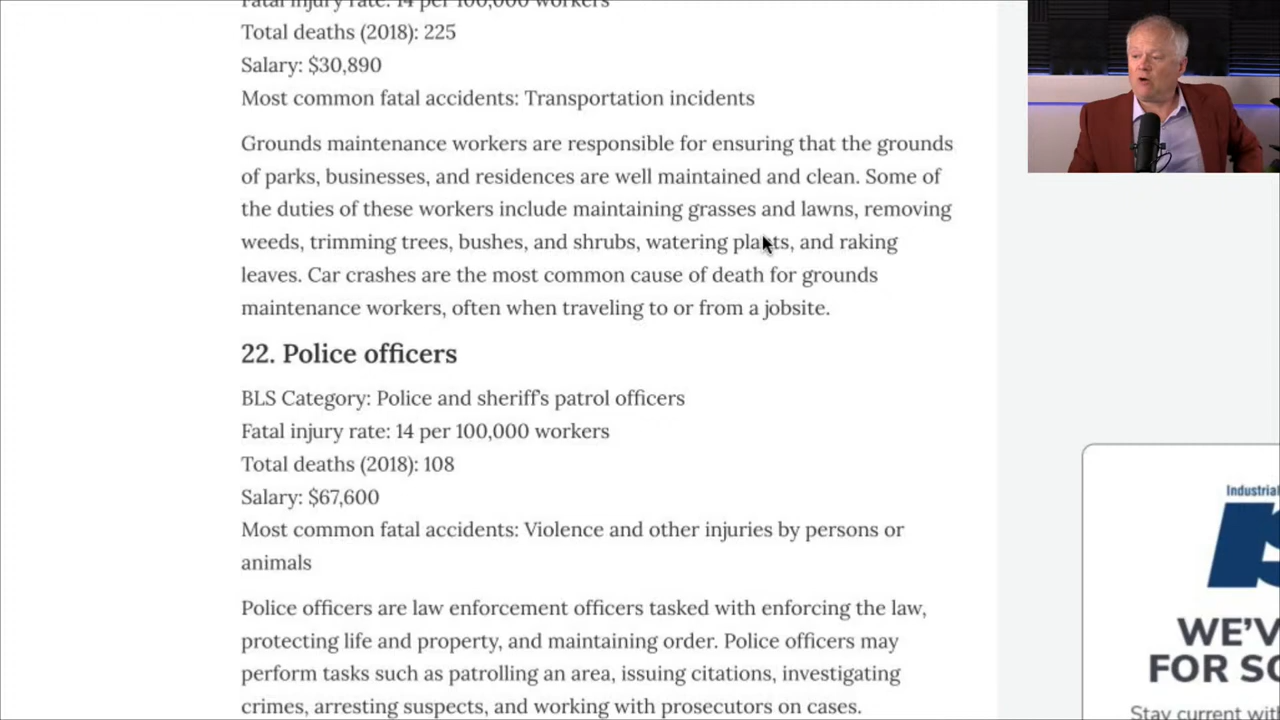 Fatal injury rate: 14 per 100,000 workers
Total deaths (2018): 225
Salary: $30,890
Most common fatal accidents: Transportation incidents
Grounds maintenance workers are responsible for ensuring that the grounds
of parks, businesses, and residences are well maintained and clean. Some of
the duties of these workers include maintaining grasses and lawns, removing
weeds, trimming trees, bushes, and shrubs, watering plants, and raking
leaves. Car crashes are the most common cause of death for grounds
maintenance workers, often when traveling to or from a jobsite.
22. Police officers
BLS Category: Police and sheriff's patrol officers
Fatal injury rate: 14 per 100,000 workers
Total deaths (2018): 108
Salary: $67,600
Most common fatal accidents: Violence and other injuries by persons or
animals
Police officers are law enforcement officers tasked with enforcing the law,
protecting life and property, and maintaining order. Police officers may
perform tasks such as patrolling an area, issuing citations, investigating
crimes, arresting suspects, and working with prosecutors on cases.
Industrial
WE'V
FOR SO
Stay current wit